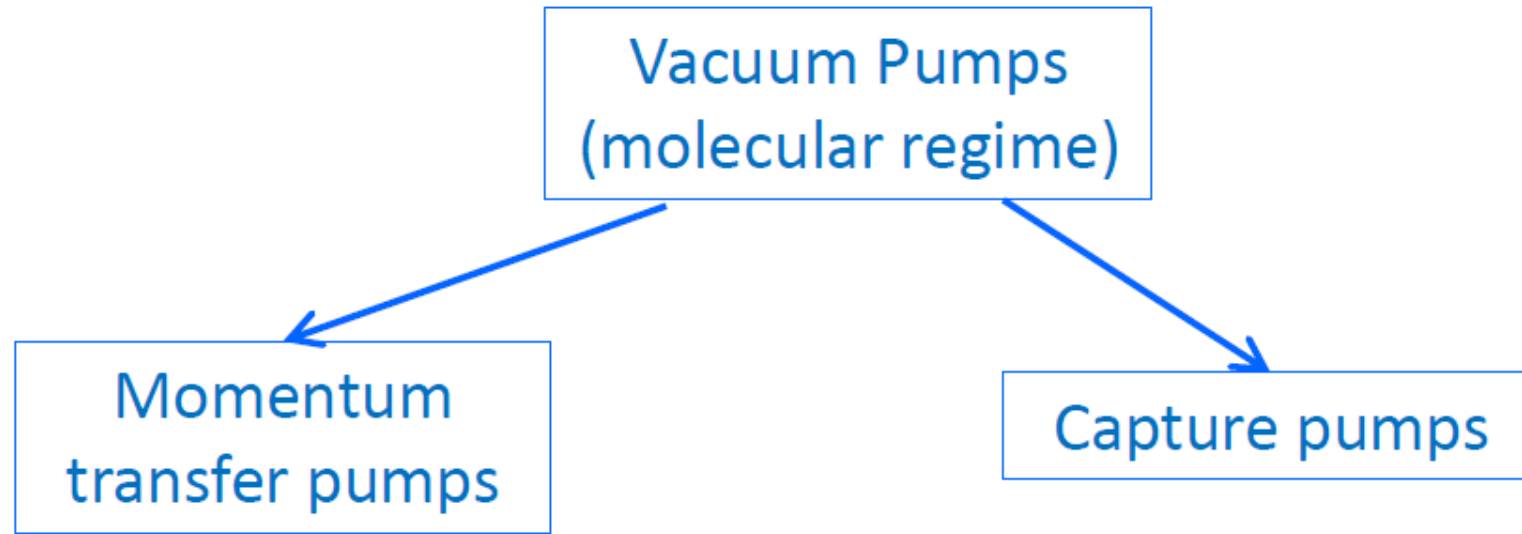 Vacuum Pumps
(molecular regime)
Momentum
transfer pumps
Capture pumps